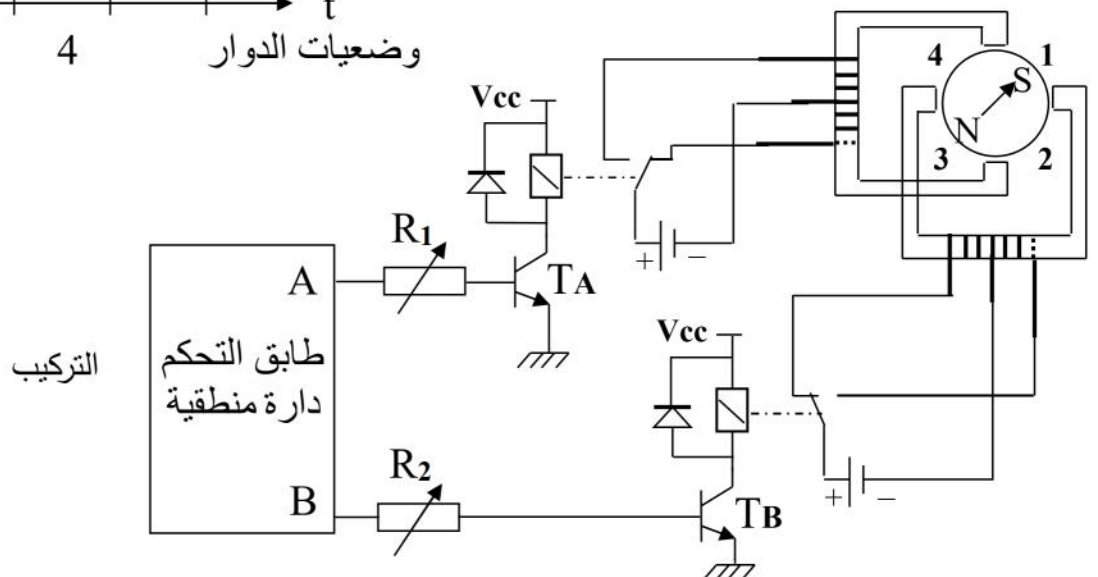 t
4
وضعيات الدوار
4 1
S
N
3 2
Vcc
+ −
R1
A
TA
التركيب
طابق التحكم
دارة منطقية
Vcc
+ −
R2
B
TB